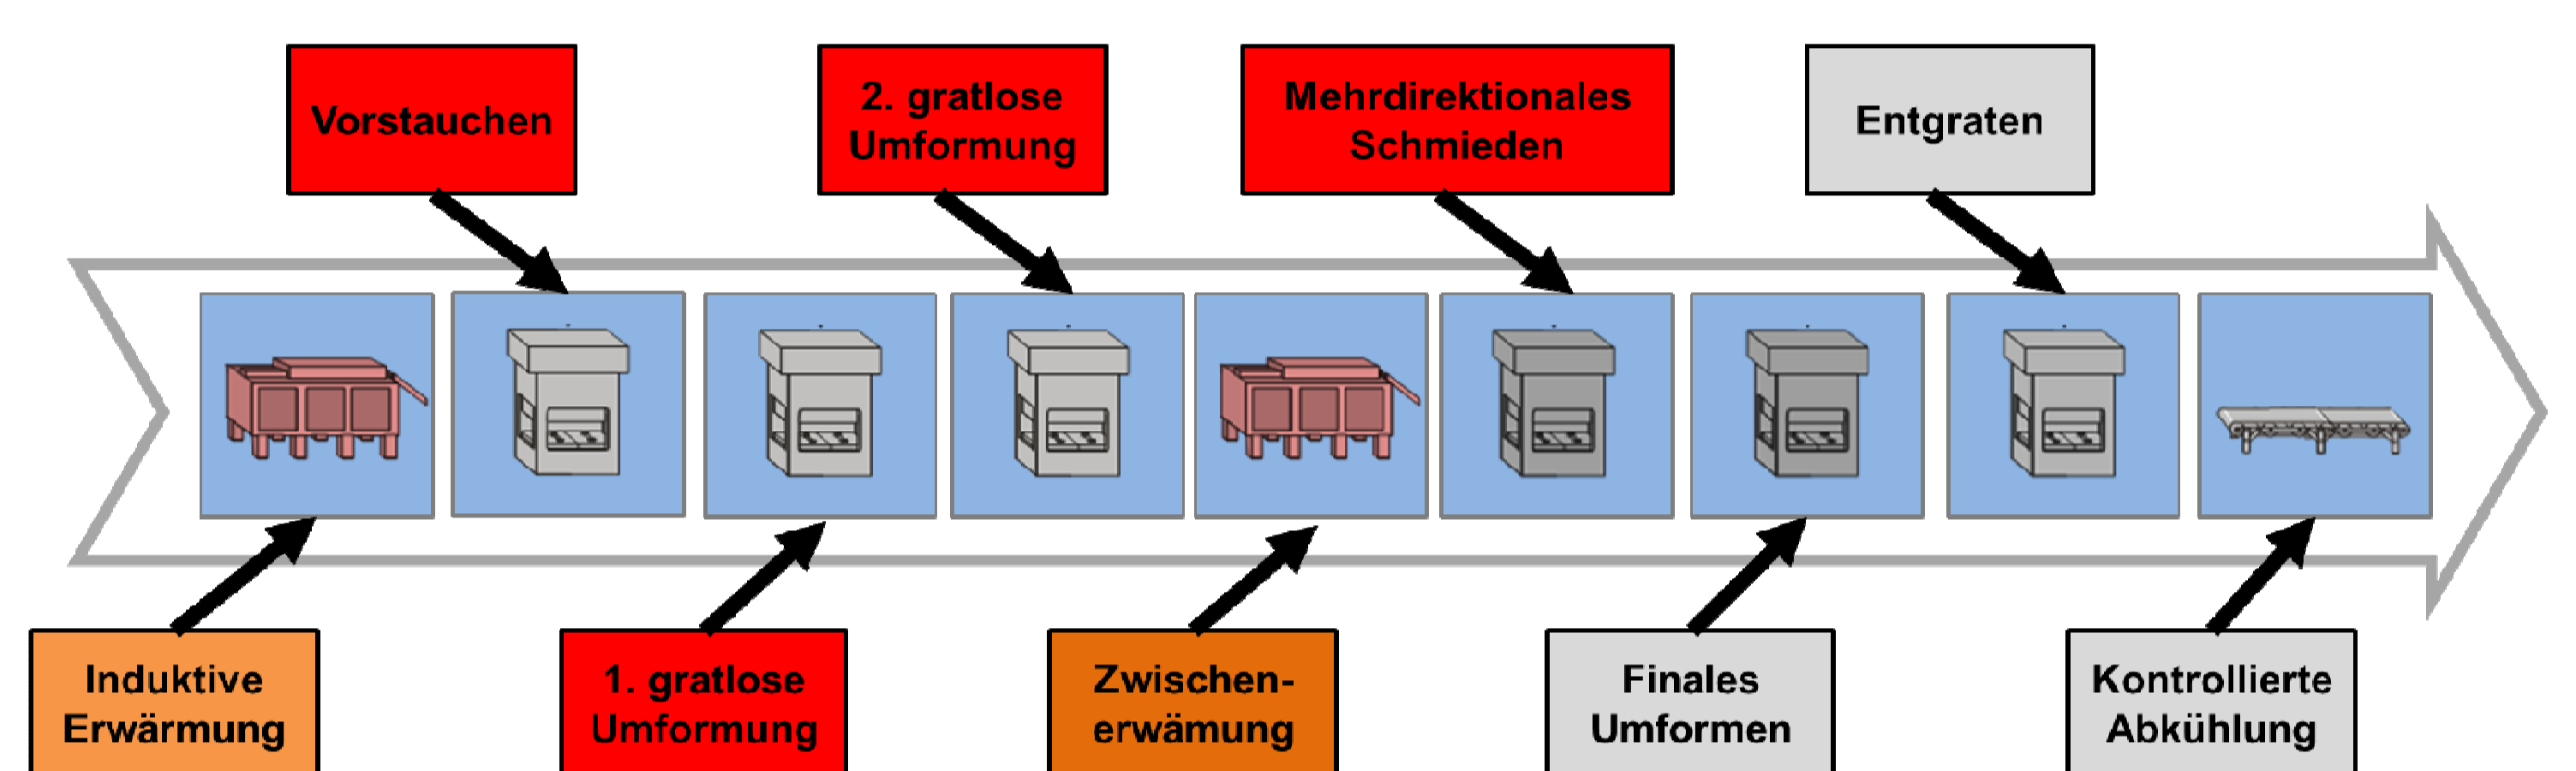 Vorstauchen
2. gratlose
Umformung
Mehrdirektionales
Schmieden
Entgraten
Induktive
Erwärmung
1. gratlose
Umformung
Zwischen-
erwämung
Finales
Umformen
Kontrollierte
Abkühlung